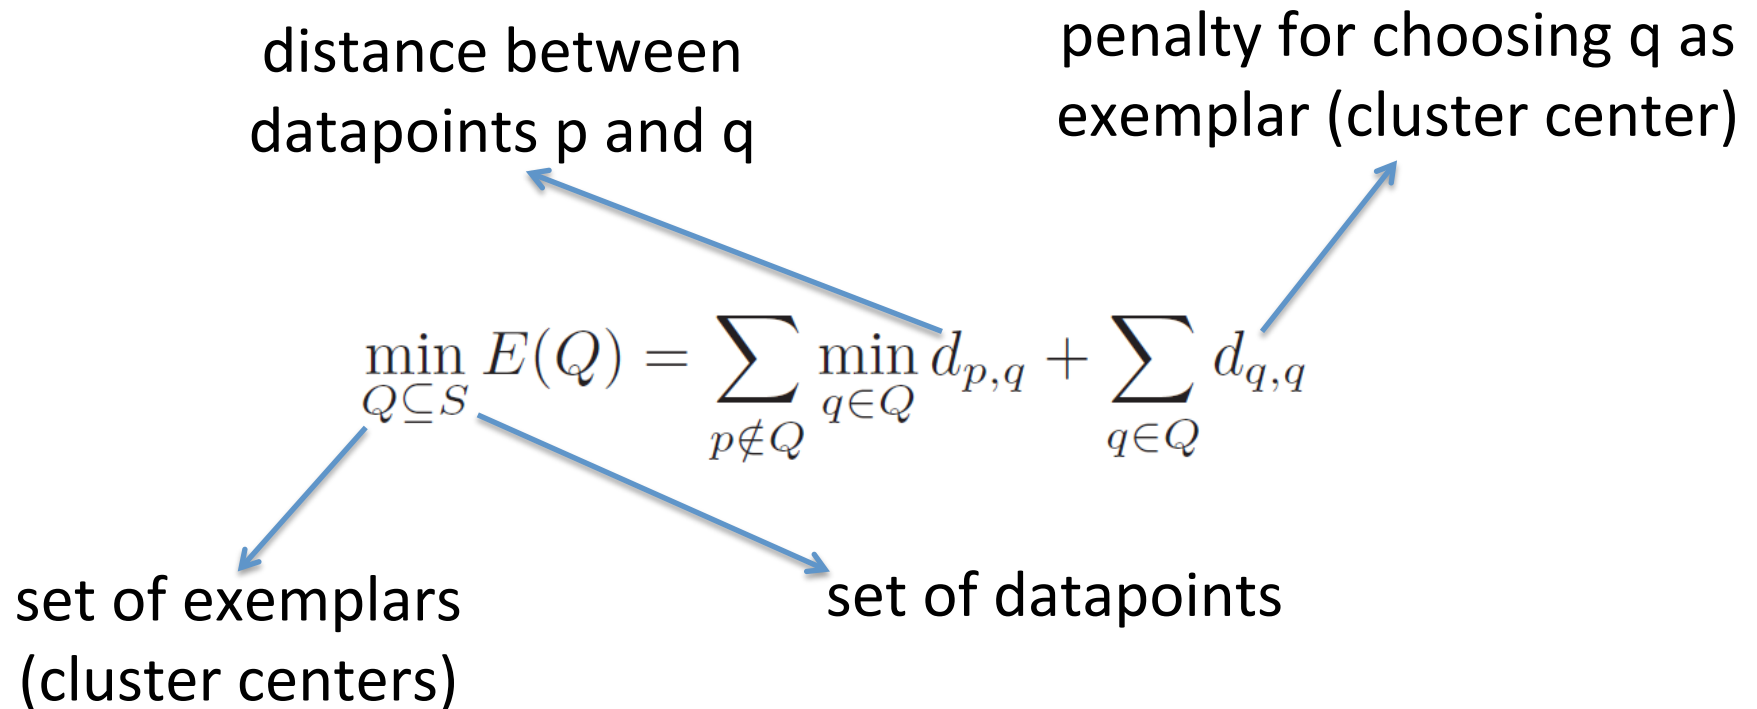 distance between
datapoints p and q
penalty for choosing q as
exemplar (cluster center)
min E(Q) = ∑ min d_{p,q} + ∑ d_{q,q}
Q⊆S p∉Q q∈Q q∈Q
set of exemplars
(cluster centers)
set of datapoints